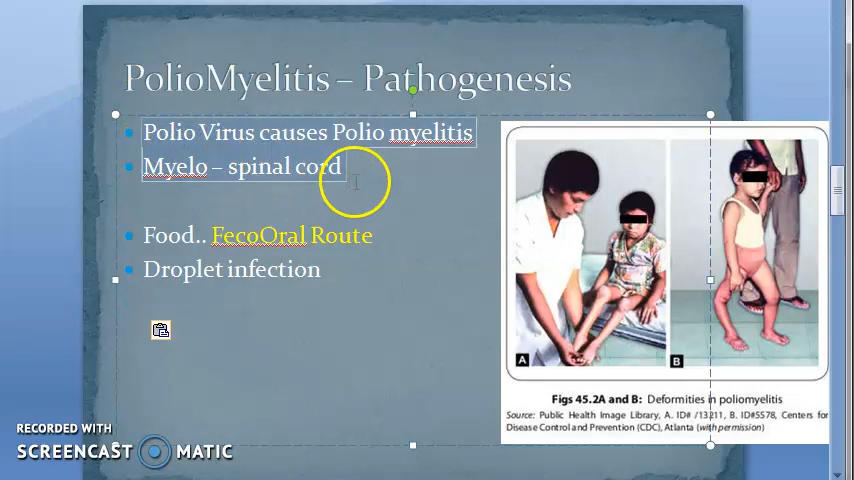 PolioMyelitis – Pathogenesis
Polio Virus causes Polio myelitis
Myelo – spinal cord
Food.. FecoOral Route
Droplet infection
A
B
Figs 45.2A and B: Deformities in poliomyelitis
Source: Public Health Image Library, A. ID# /13211, B. ID#5578, Centers for
Disease Control and Prevention (CDC), Atlanta (with permission)
RECORDED WITH
SCREENCAST MATIC